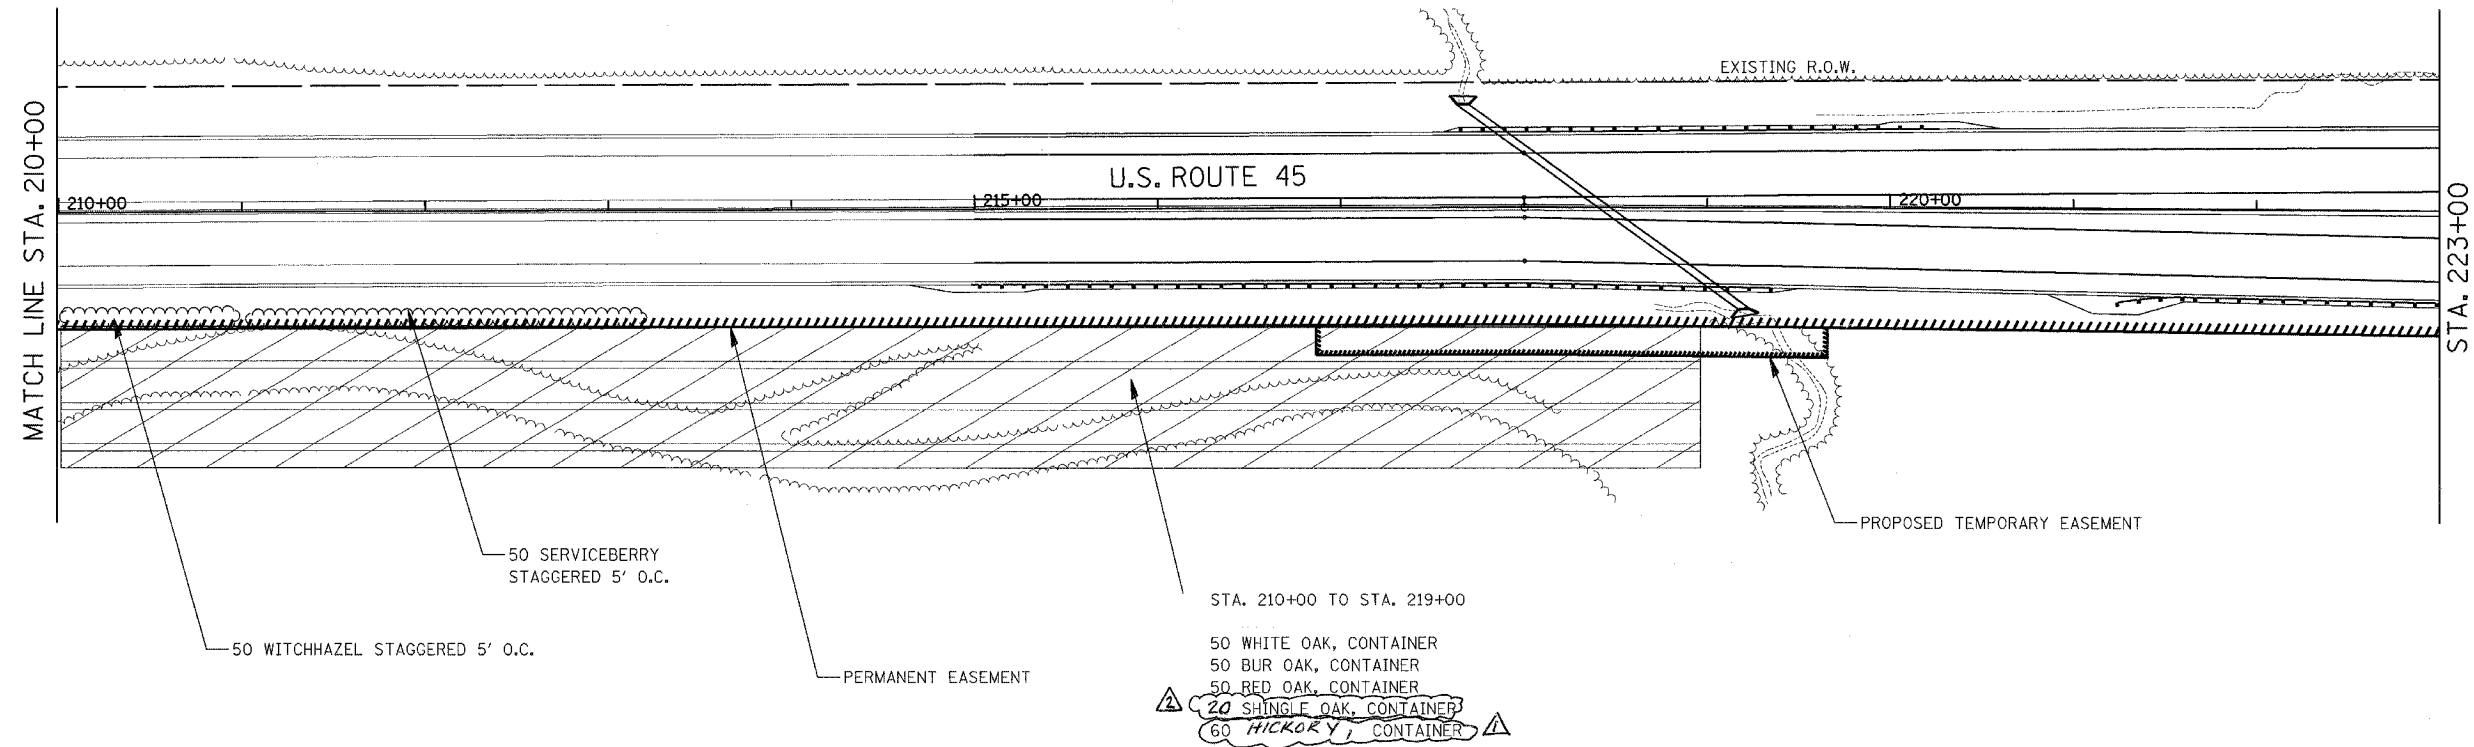 EXISTING R.O.W.
MATCH LINE STA. 210+00
U.S. ROUTE 45
210+00
215+00
220+00
STA. 223+00
PROPOSED TEMPORARY EASEMENT
50 SERVICEBERRY
STAGGERED 5' O.C.
50 WITCHHAZEL STAGGERED 5' O.C.
PERMANENT EASEMENT
STA. 210+00 TO STA. 219+00
50 WHITE OAK, CONTAINER
50 BUR OAK, CONTAINER
50 RED OAK, CONTAINER
2 20 SHINGLE OAK, CONTAINER
60 HICKORY, CONTAINER 1